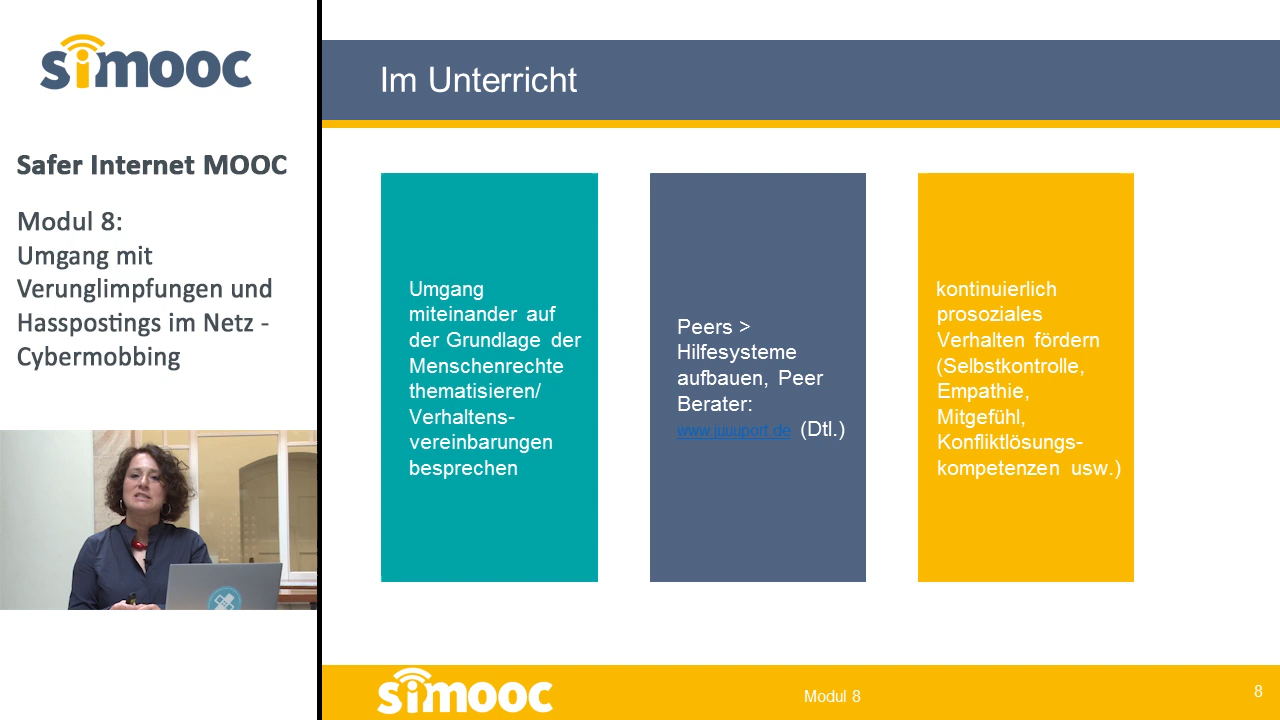 simooc
Safer Internet MOOC
Modul 8:
Umgang mit
Verunglimpfungen und
Hasspostings im Netz -
Cybermobbing
Im Unterricht
Umgang
miteinander auf
der Grundlage der
Menschenrechte
thematisieren/
Verhaltens-
vereinbarungen
besprechen
Peers >
Hilfesysteme
aufbauen, Peer
Berater:
www.juuuport.de (Dtl.)
kontinuierlich
prosoziales
Verhalten fördern
(Selbstkontrolle,
Empathie,
Mitgefühl,
Konfliktlösungs-
kompetenzen usw.)
simooc
Modul 8
8